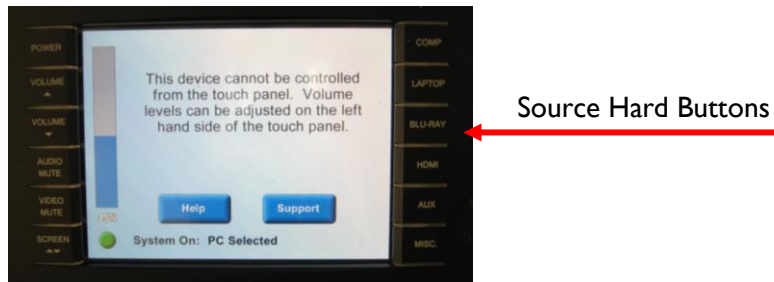 POWER
VOLUME
VOLUME
AUDIO
MUTE
VIDEO
MUTE
SCREEN
This device cannot be controlled
from the touch panel. Volume
levels can be adjusted on the left
hand side of the touch panel.
Help
Support
System On: PC Selected
COMP
LAPTOP
BLU-RAY
HDMI
AUX
MISC.
Source Hard Buttons